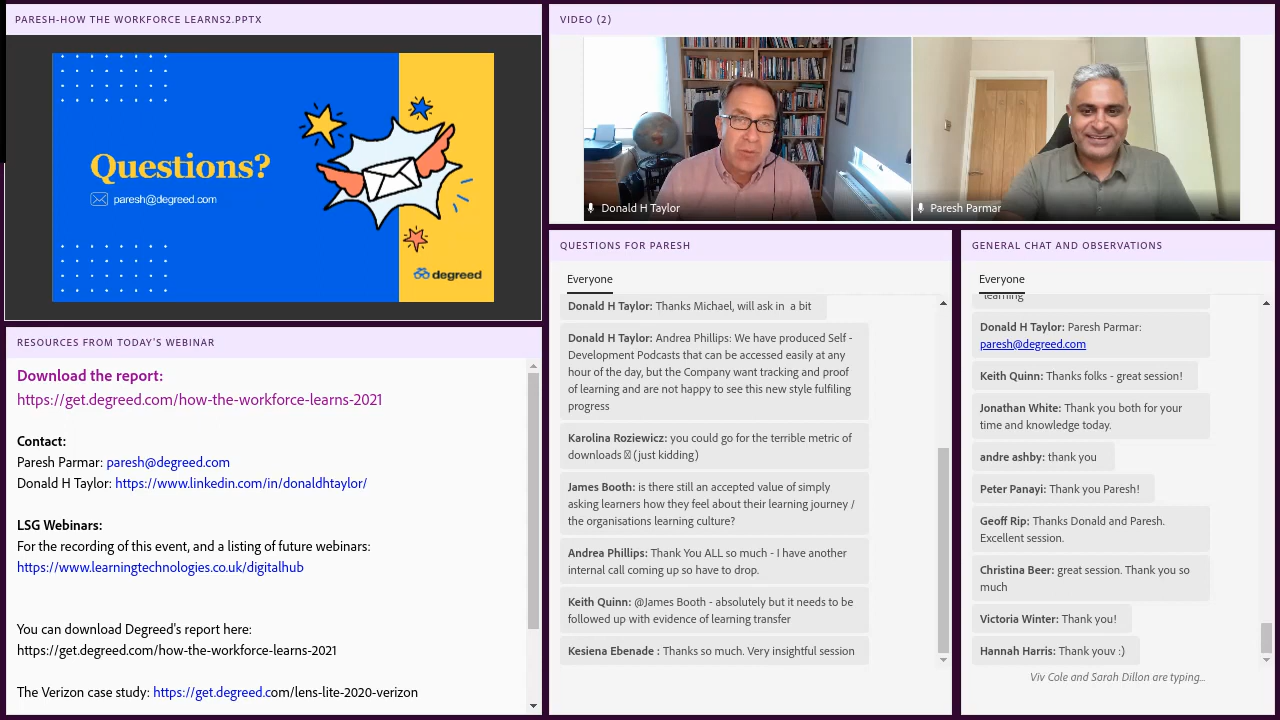 PARESH-HOW THE WORKFORCE LEARNS2.PPTX
Questions?
paresh@degreed.com
degreed
VIDEO (2)
Donald H Taylor
Paresh Parmar
RESOURCES FROM TODAY'S WEBINAR
Download the report:
https://get.degreed.com/how-the-workforce-learns-2021
Contact:
Paresh Parmar: paresh@degreed.com
Donald H Taylor: https://www.linkedin.com/in/donaldhtaylor/
LSG Webinars:
For the recording of this event, and a listing of future webinars:
https://www.learningtechnologies.co.uk/digitalhub
You can download Degreed's report here:
https://get.degreed.com/how-the-workforce-learns-2021
The Verizon case study: https://get.degreed.com/lens-lite-2020-verizon
QUESTIONS FOR PARESH
Everyone
Donald H Taylor: Thanks Michael, will ask in a bit
Donald H Taylor: Andrea Phillips: We have produced Self -
Development Podcasts that can be accessed easily at any
hour of the day, but the Company want tracking and proof
of learning and are not happy to see this new style fulfiling
progress
Karolina Roziewicz: you could go for the terrible metric of
downloads (just kidding)
James Booth: is there still an accepted value of simply
asking learners how they feel about their learning journey /
the organisations learning culture?
Andrea Phillips: Thank You ALL so much - I have another
internal call coming up so have to drop.
Keith Quinn: @James Booth - absolutely but it needs to be
followed up with evidence of learning transfer
Kesiena Ebenade : Thanks so much. Very insightful session
GENERAL CHAT AND OBSERVATIONS
Everyone
learning
Donald H Taylor: Paresh Parmar:
paresh@degreed.com
Keith Quinn: Thanks folks - great session!
Jonathan White: Thank you both for your
time and knowledge today.
andre ashby: thank you
Peter Panayi: Thank you Paresh!
Geoff Rip: Thanks Donald and Paresh.
Excellent session.
Christina Beer: great session. Thank you so
much
Victoria Winter: Thank you!
Hannah Harris: Thank youv :)
Viv Cole and Sarah Dillon are typing...